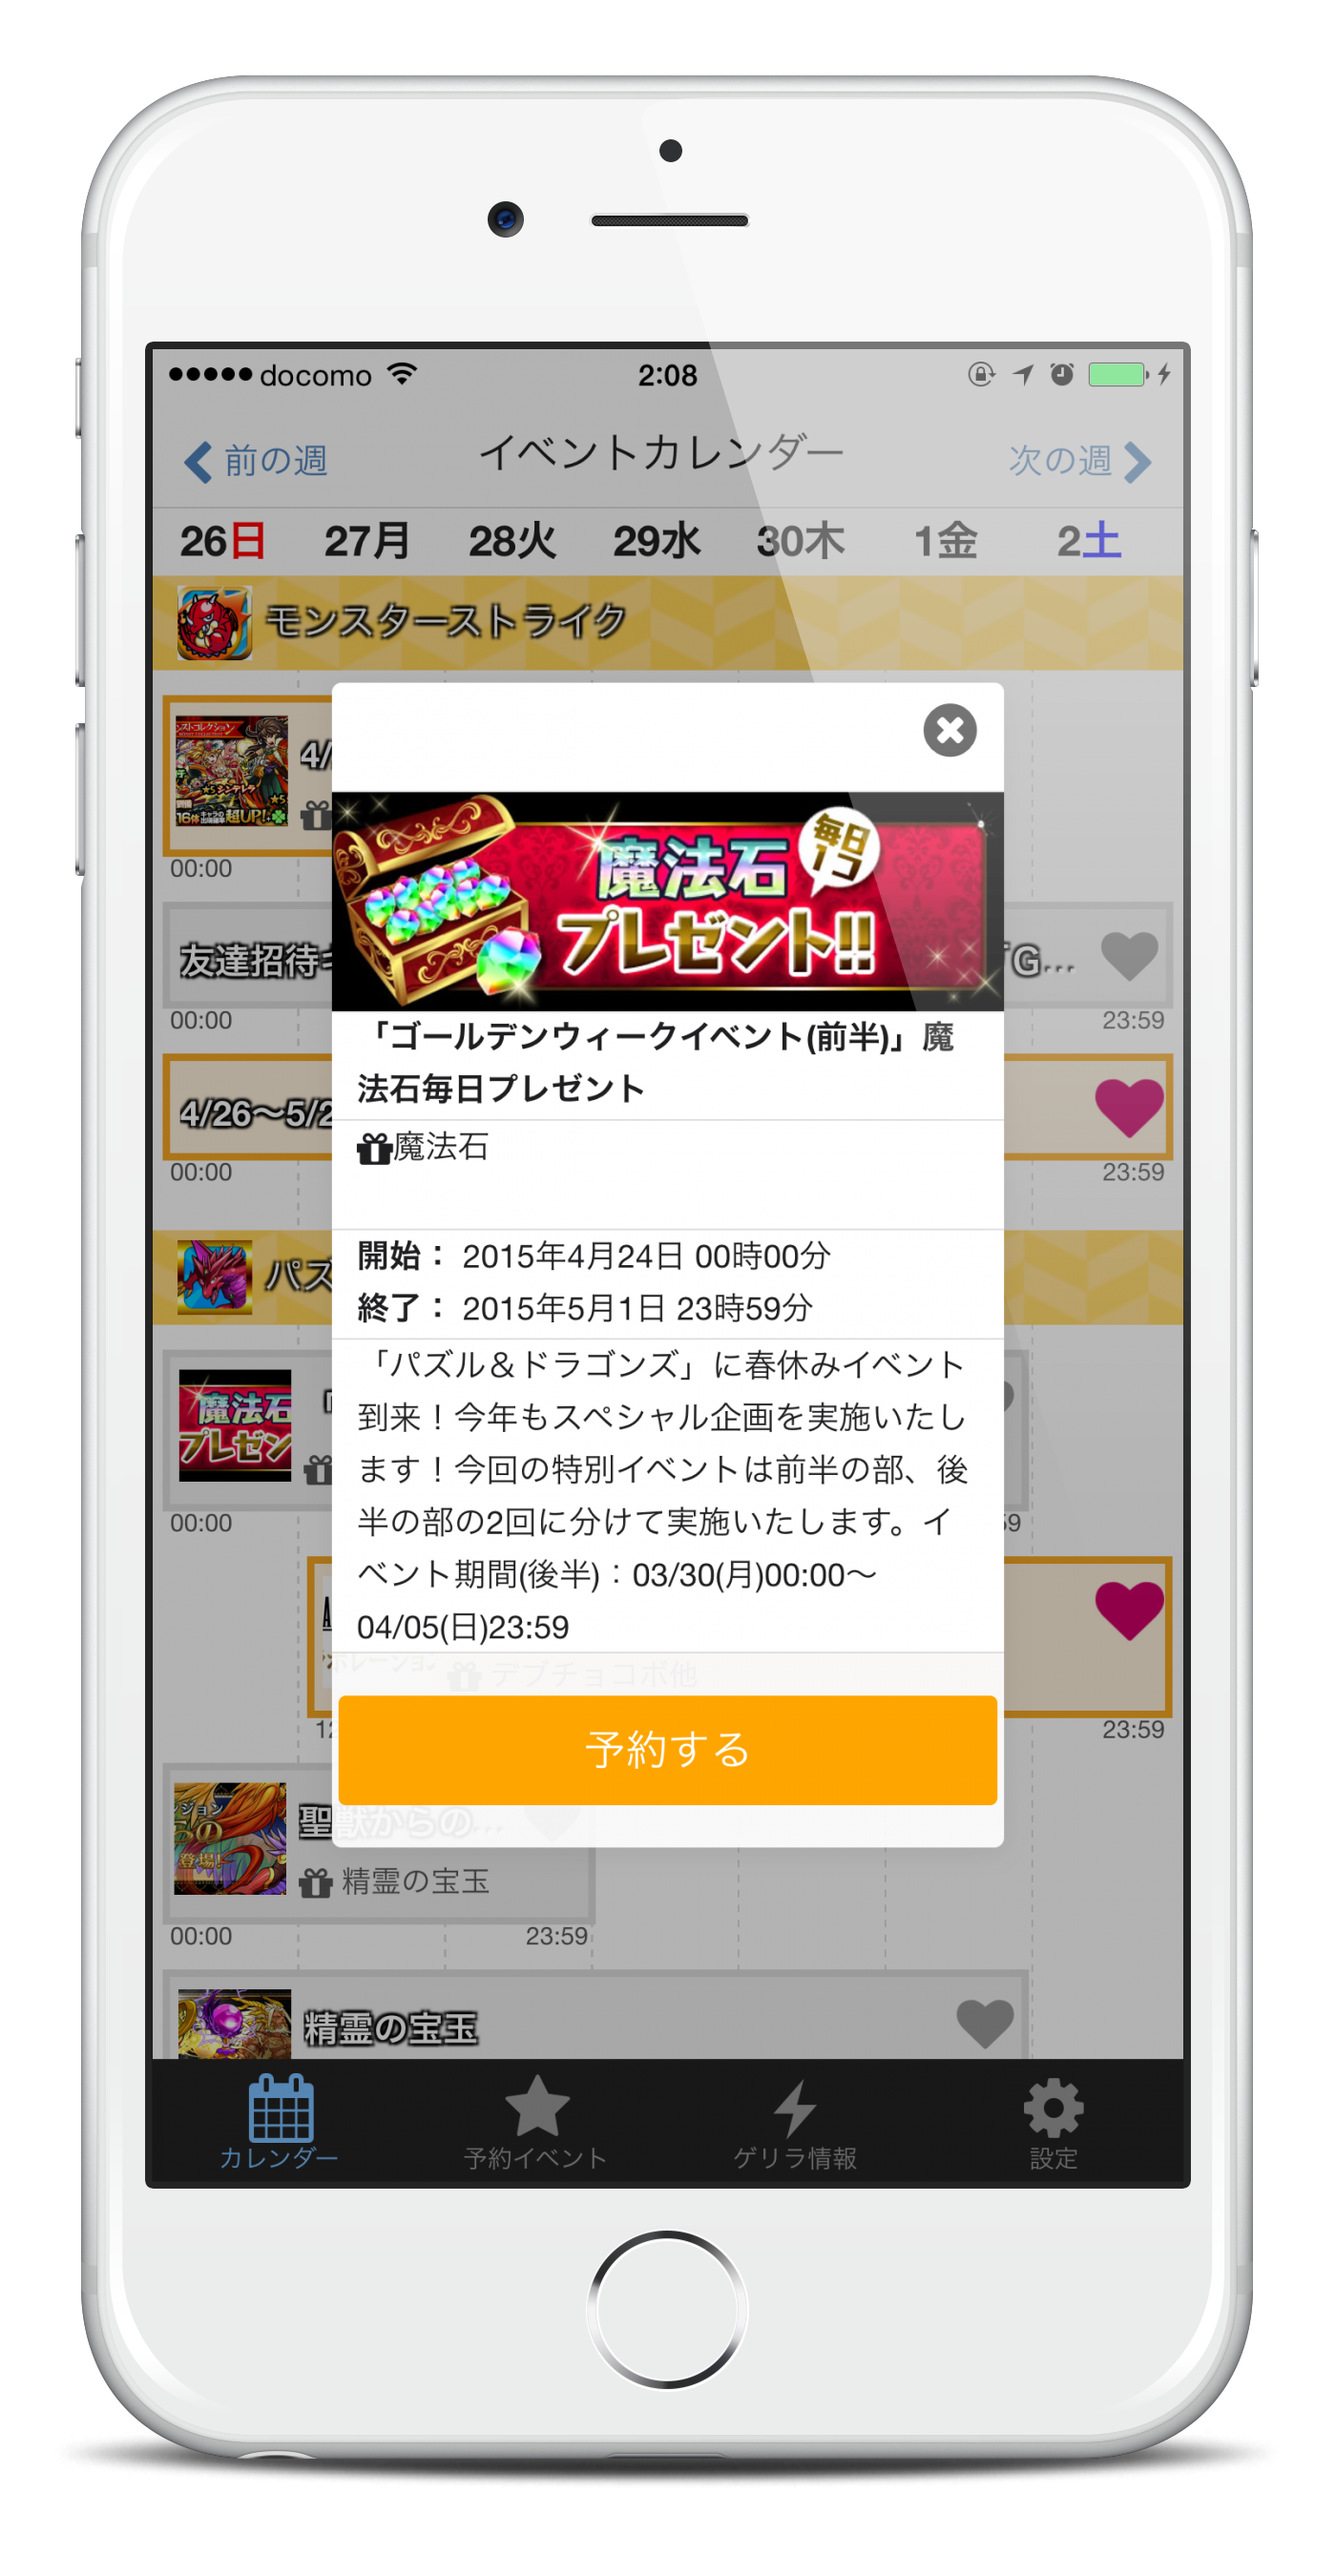 docomo
2:08
前の週
イベントカレンダー
次の週
26日
27月
28火
29水
30木
1金
2土
モンスターストライク
4/
16体
超UP!
00:00
毎日1コ
魔法石
プレゼント!!
友達招待
「G…
00:00
23:59
「ゴールデンウィークイベント(前半)」魔
法石毎日プレゼント
4/26〜5/2
00:00
23:59
魔法石
開始： 2015年4月24日 00時00分
終了： 2015年5月1日 23時59分
パズ
「パズル＆ドラゴンズ」に春休みイベント
到来！今年もスペシャル企画を実施いたし
ます！今回の特別イベントは前半の部、後
半の部の2回に分けて実施いたします。イ
ベント期間(後半)：03/30(月)00:00〜
04/05(日)23:59
魔法石
プレゼン
00:00
59
デブチョコボ他
12
23:59
予約する
聖獣からの…
登場!
精霊の宝玉
00:00
23:59
精霊の宝玉
カレンダー
予約イベント
ゲリラ情報
設定